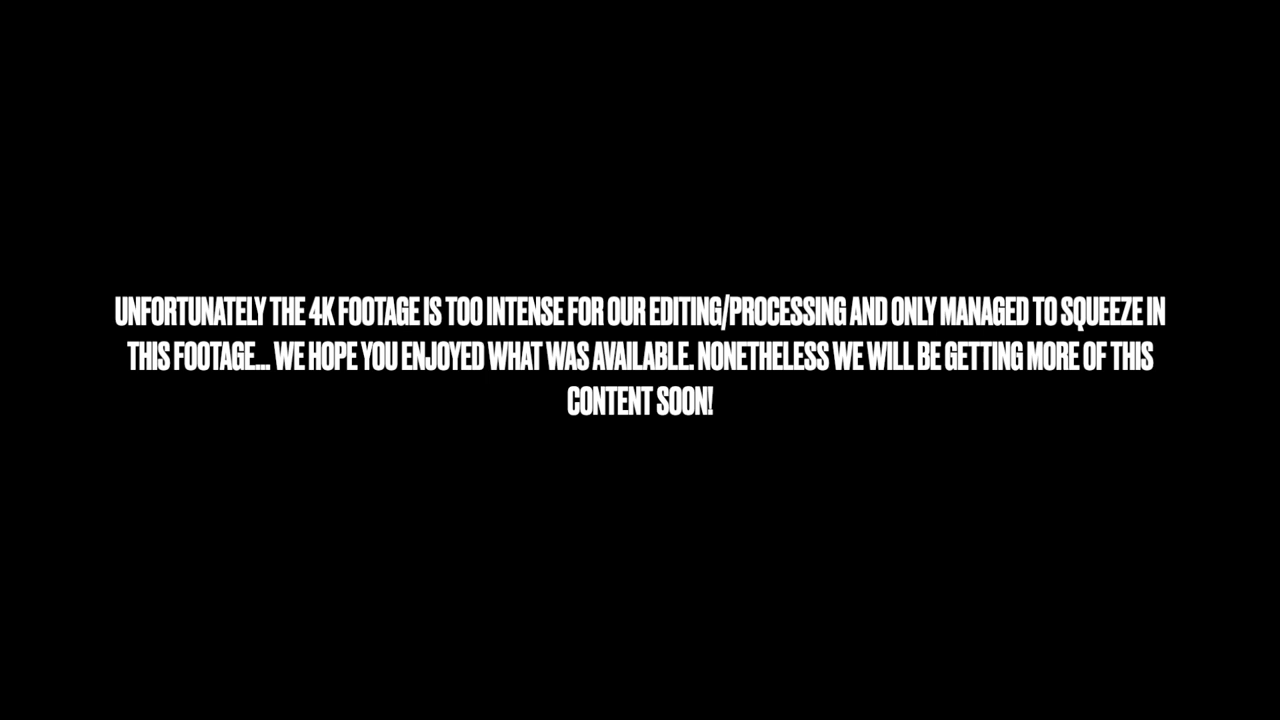 UNFORTUNATELY THE 4K FOOTAGE IS TOO INTENSE FOR OUR EDITING/PROCESSING AND ONLY MANAGED TO SQUEEZE IN
THIS FOOTAGE... WE HOPE YOU ENJOYED WHAT WAS AVAILABLE. NONETHELESS WE WILL BE GETTING MORE OF THIS
CONTENT SOON!